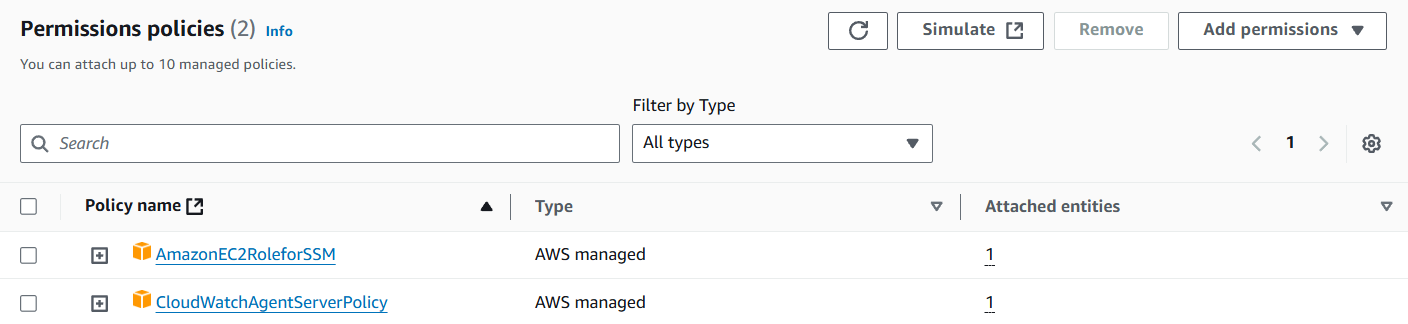 Permissions policies (2) Info
Simulate
Remove
Add permissions
You can attach up to 10 managed policies.
Filter by Type
Search
All types
1
Policy name
Type
Attached entities
AmazonEC2RoleforSSM
AWS managed
1
CloudWatchAgentServerPolicy
AWS managed
1